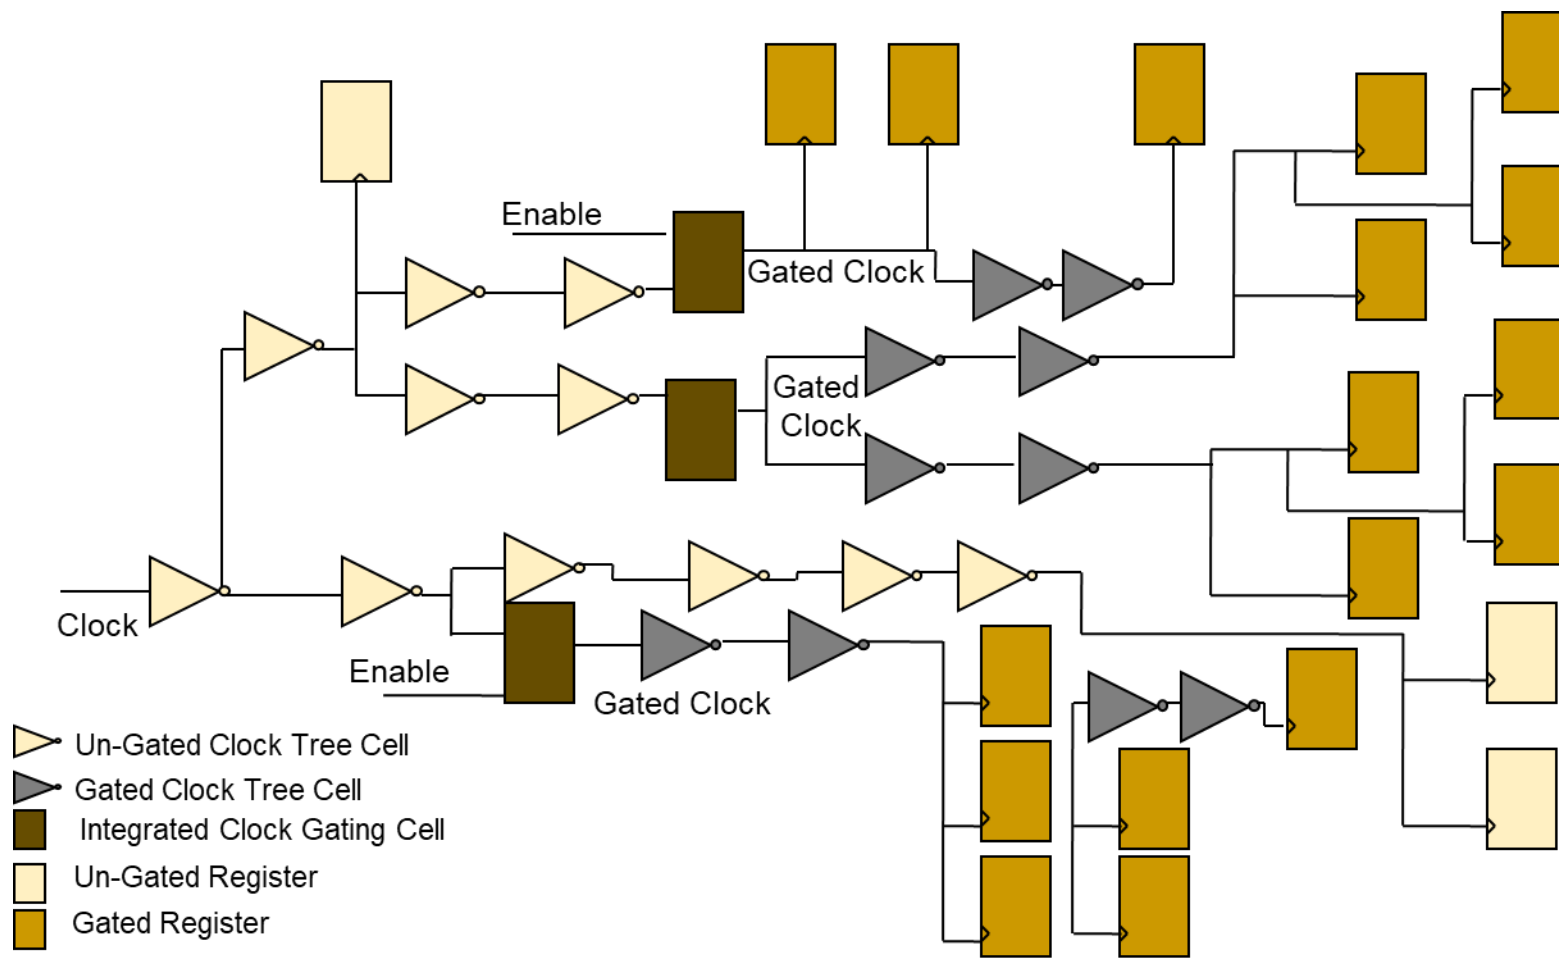 Enable
Gated Clock
Gated
Clock
Clock
Enable
Gated Clock
Un-Gated Clock Tree Cell
Gated Clock Tree Cell
Integrated Clock Gating Cell
Un-Gated Register
Gated Register